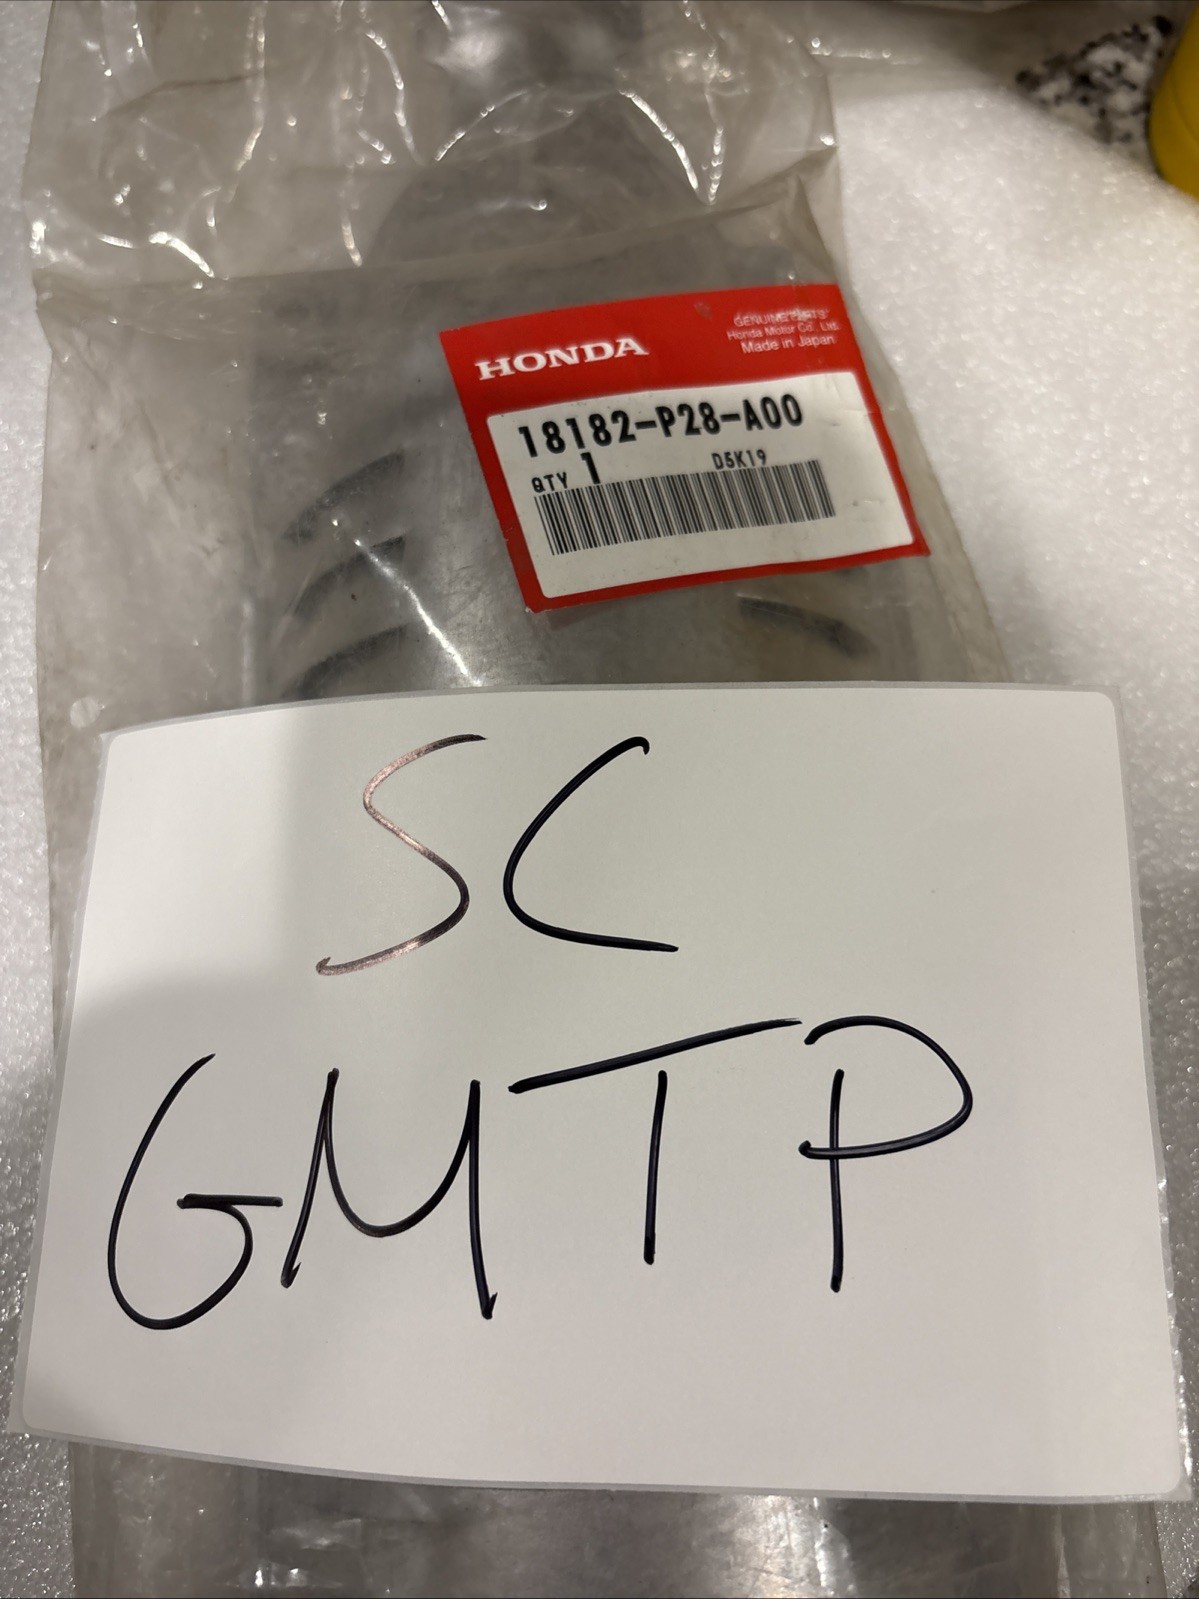 GENUINE PARTS
Honda Motor Co., Ltd.
Made in Japan
HONDA
18182-P28-A00
QTY 1
D5K19
SC
GMTP